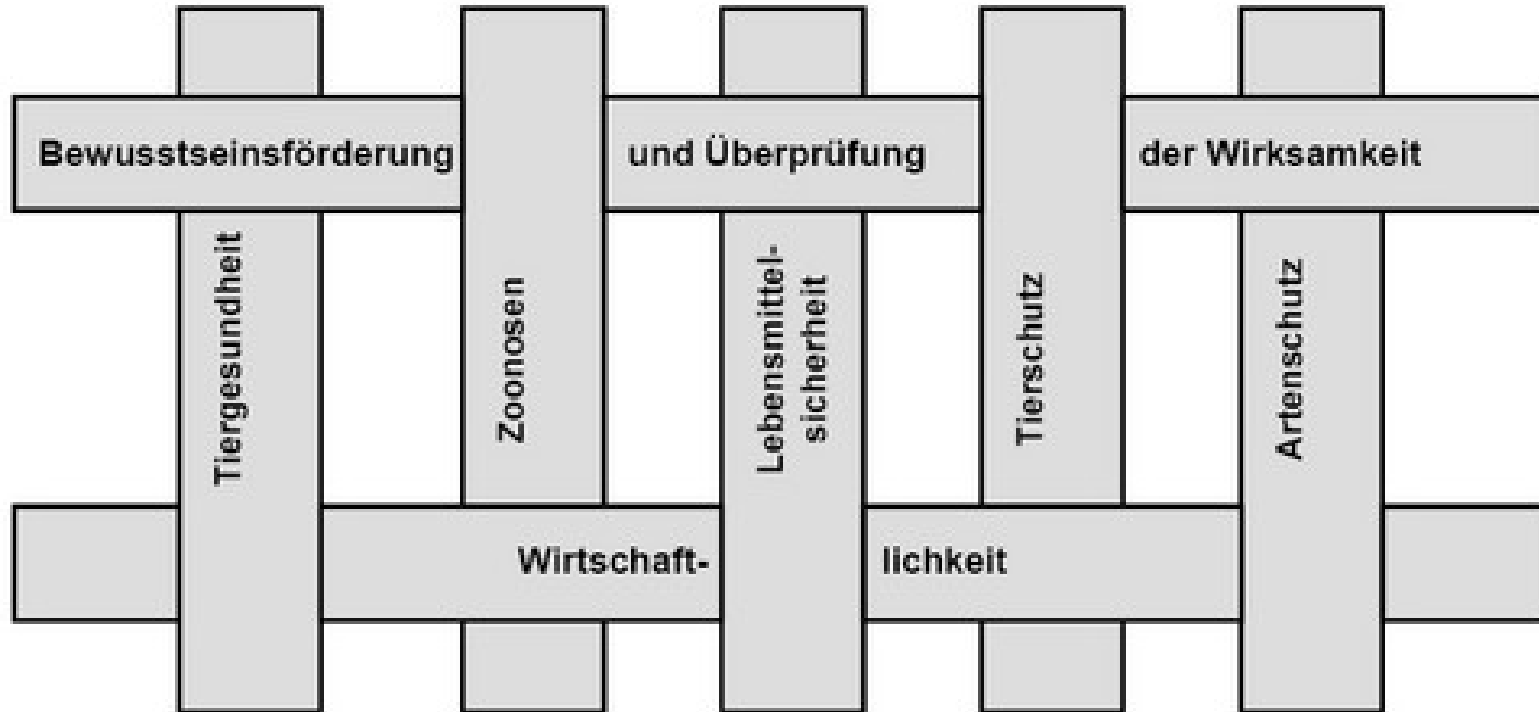 Bewusstseinsförderung und Überprüfung der Wirksamkeit
Tiergesundheit
Zoonosen
Lebensmittel-
sicherheit
Tierschutz
Artenschutz
Wirtschaft- lichkeit